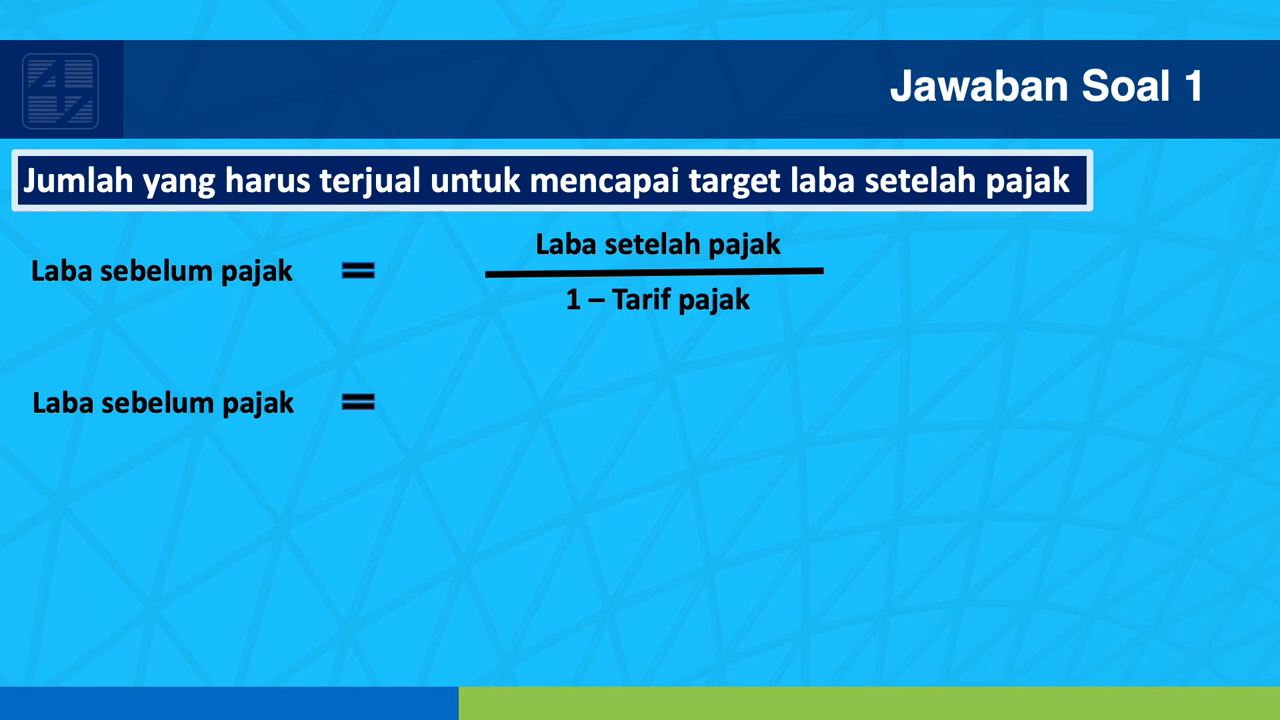 Jawaban Soal 1
Jumlah yang harus terjual untuk mencapai target laba setelah pajak
Laba sebelum pajak = Laba setelah pajak
1 – Tarif pajak
Laba sebelum pajak =